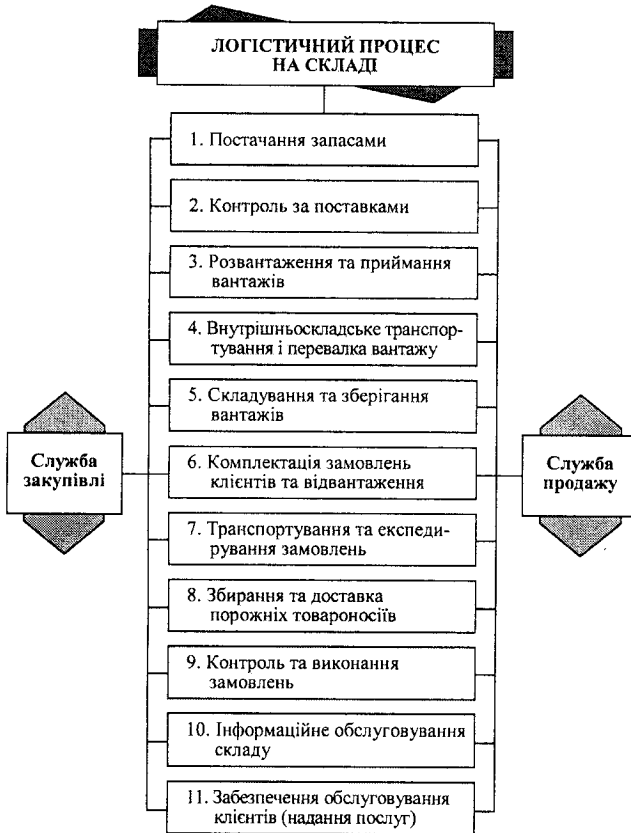 ЛОГІСТИЧНИЙ ПРОЦЕС
НА СКЛАДІ
1. Постачання запасами
2. Контроль за поставками
3. Розвантаження та приймання
вантажів
4. Внутрішньоскладське транспор-
тування і перевалка вантажу
5. Складування та зберігання
вантажів
Служба
закупівлі
6. Комплектація замовлень
клієнтів та відвантаження
Служба
продажу
7. Транспортування та експеди-
рування замовлень
8. Збирання та доставка
порожніх товароносіїв
9. Контроль та виконання
замовлень
10. Інформаційне обслуговування
складу
11. Забезпечення обслуговування
клієнтів (надання послуг)